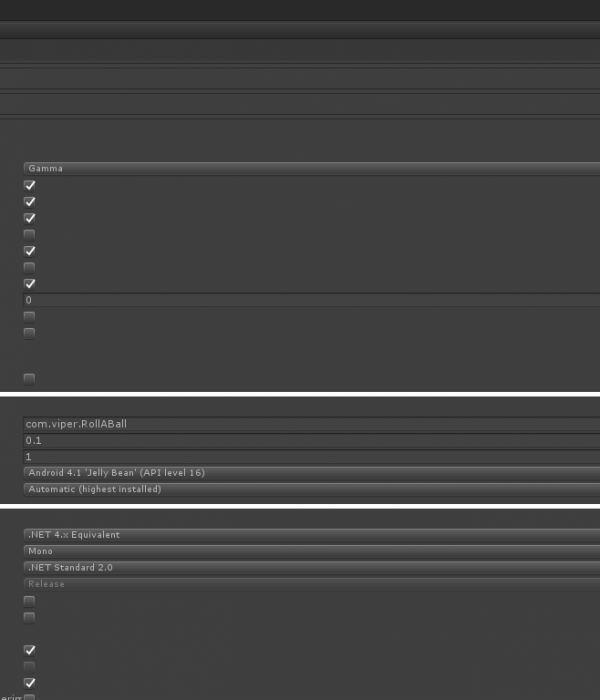 Gamma
0
com.viper.RollABall
0.1
1
Android 4.1 'Jelly Bean' (API level 16)
Automatic (highest installed)
.NET 4.x Equivalent
Mono
.NET Standard 2.0
Release